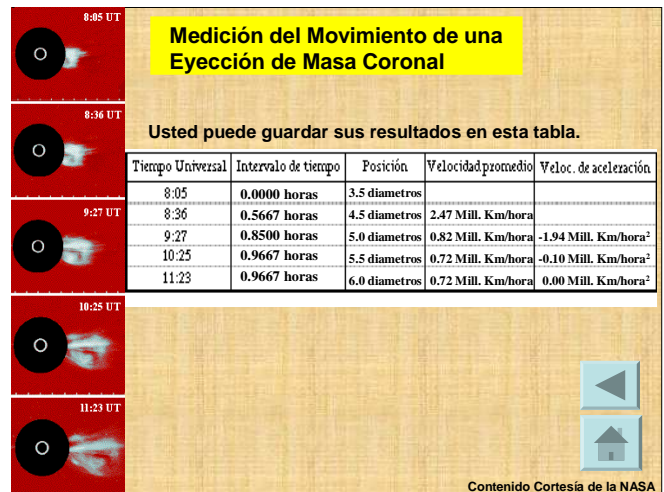 8:05 UT
8:36 UT
9:27 UT
10:25 UT
11:23 UT
Medición del Movimiento de una
Eyección de Masa Coronal
Usted puede guardar sus resultados en esta tabla.
Tiempo Universal Intervalo de tiempo Posición Velocidad promedio Veloc. de aceleración
8:05 0.0000 horas 3.5 diametros
8:36 0.5667 horas 4.5 diametros 2.47 Mill. Km/hora
9:27 0.8500 horas 5.0 diametros 0.82 Mill. Km/hora -1.94 Mill. Km/hora²
10:25 0.9667 horas 5.5 diametros 0.72 Mill. Km/hora -0.10 Mill. Km/hora²
11:23 0.9667 horas 6.0 diametros 0.72 Mill. Km/hora 0.00 Mill. Km/hora²
Contenido Cortesía de la NASA